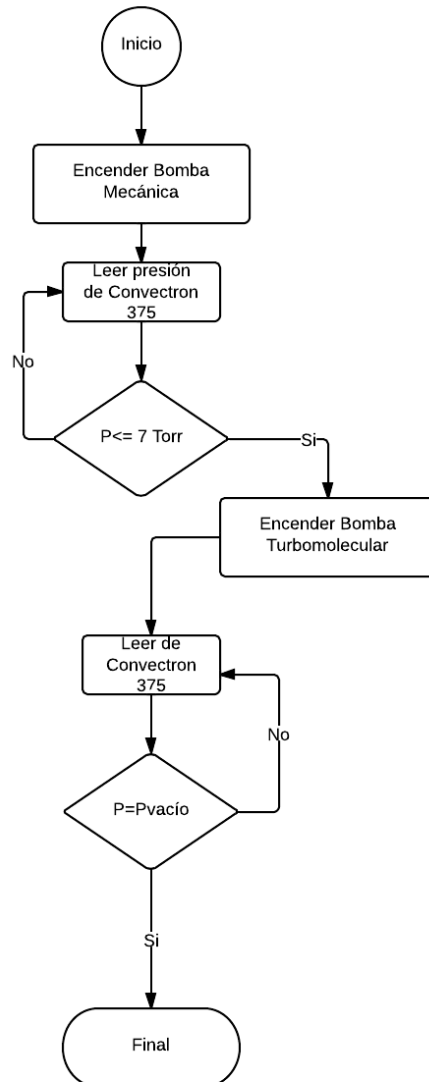 Inicio
Encender Bomba
Mecánica
Leer presión
de Convectron
375
No
P<= 7 Torr
Si
Encender Bomba
Turbomolecular
Leer de
Convectron
375
No
P=Pvacío
Si
Final